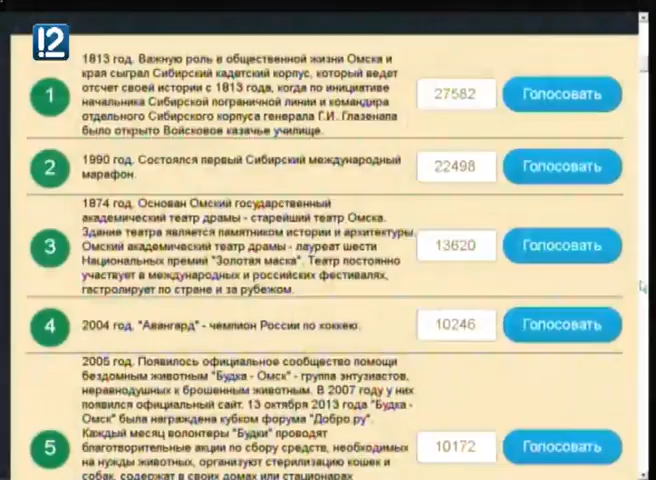 12
1813 год. Важную роль в общественной жизни Омска и
края сыграл Сибирский кадетский корпус, который ведет
отсчет своей истории с 1813 года, когда по инициативе
начальника Сибирской пограничной линии и командира
отдельного Сибирского корпуса генерала Г.И. Глазенапа
было открыто Войсковое казачье училище.
1
27582
Голосовать
1990 год. Состоялся первый Сибирский международный
марафон.
2
22498
Голосовать
1874 год. Основан Омский государственный
академический театр драмы - старейший театр Омска.
Здание театра является памятником истории и архитектуры.
Омский академический театр драмы - лауреат шести
Национальных премий "Золотая маска". Театр постоянно
участвует в международных и российских фестивалях,
гастролирует по стране и за рубежом.
3
13620
Голосовать
4
2004 год. "Авангард" - чемпион России по хоккею.
10246
Голосовать
2005 год. Появилось официальное сообщество помощи
бездомным животным "Будка - Омск" - группа энтузиастов,
неравнодушных к брошенным животным. В 2007 году у них
появился официальный сайт. 13 октября 2013 года "Будка -
Омск" была награждена кубком форума "Добро.ру".
Каждый месяц волонтеры "Будки" проводят
благотворительные акции по сбору средств, необходимых
на нужды животных, организуют стерилизацию кошек и
собак, содержат в своих домах или стационарах
5
10172
Голосовать